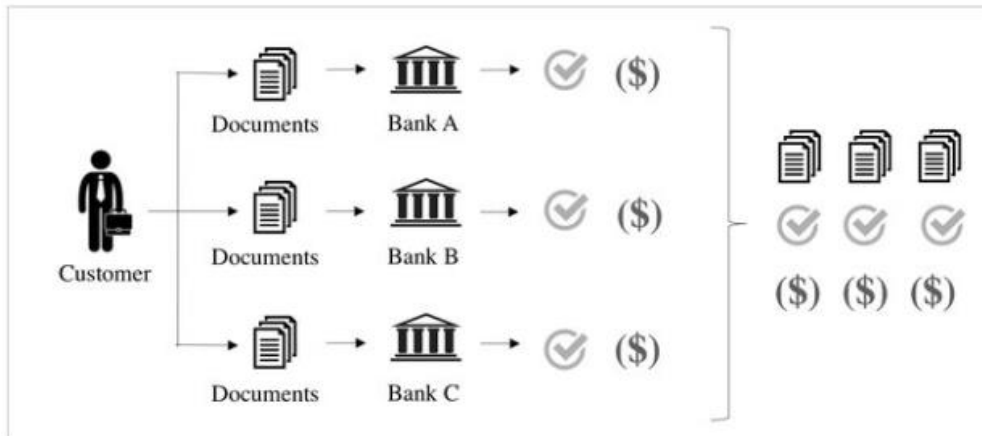 ($)
Documents
Bank A
($)
Customer
Documents
Bank B
($) ($) ($)
($)
Documents
Bank C